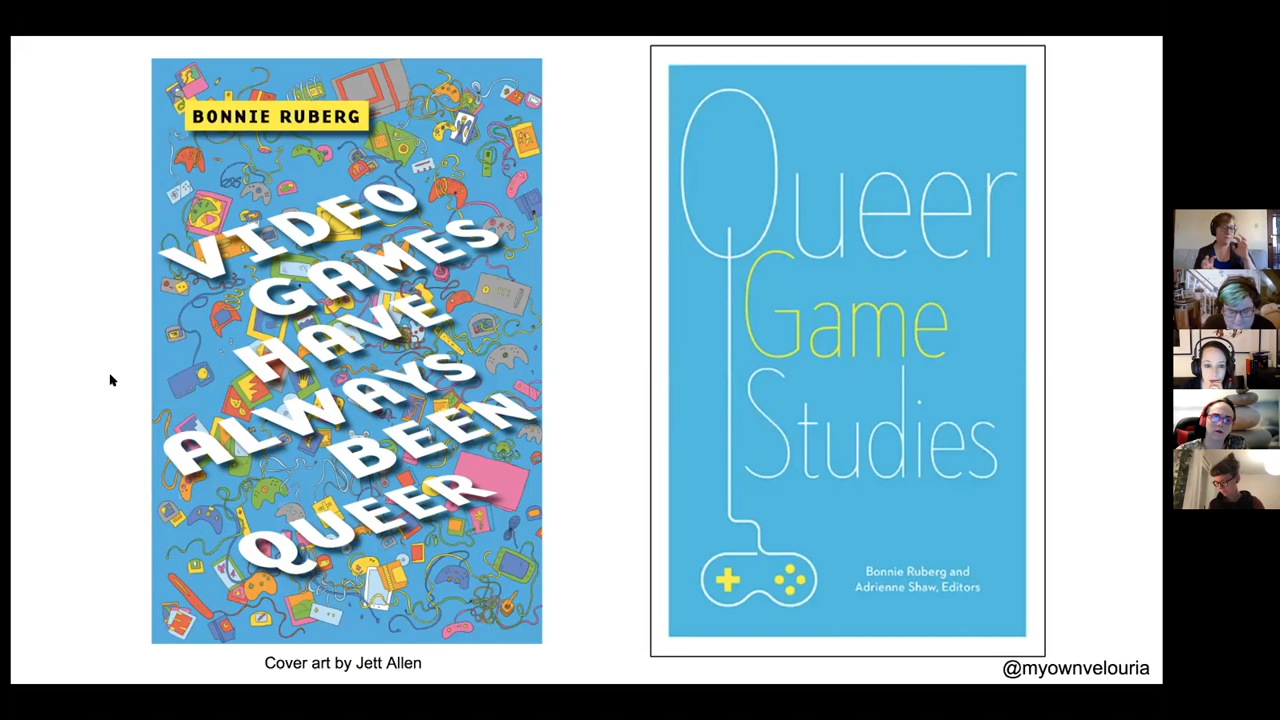 BONNIE RUBERG
VIDEO
GAMES
HAVE
ALWAYS
BEEN
QUEER
Cover art by Jett Allen
Queer
Game
Studies
Bonnie Ruberg and
Adrienne Shaw, Editors
@myownvelouria